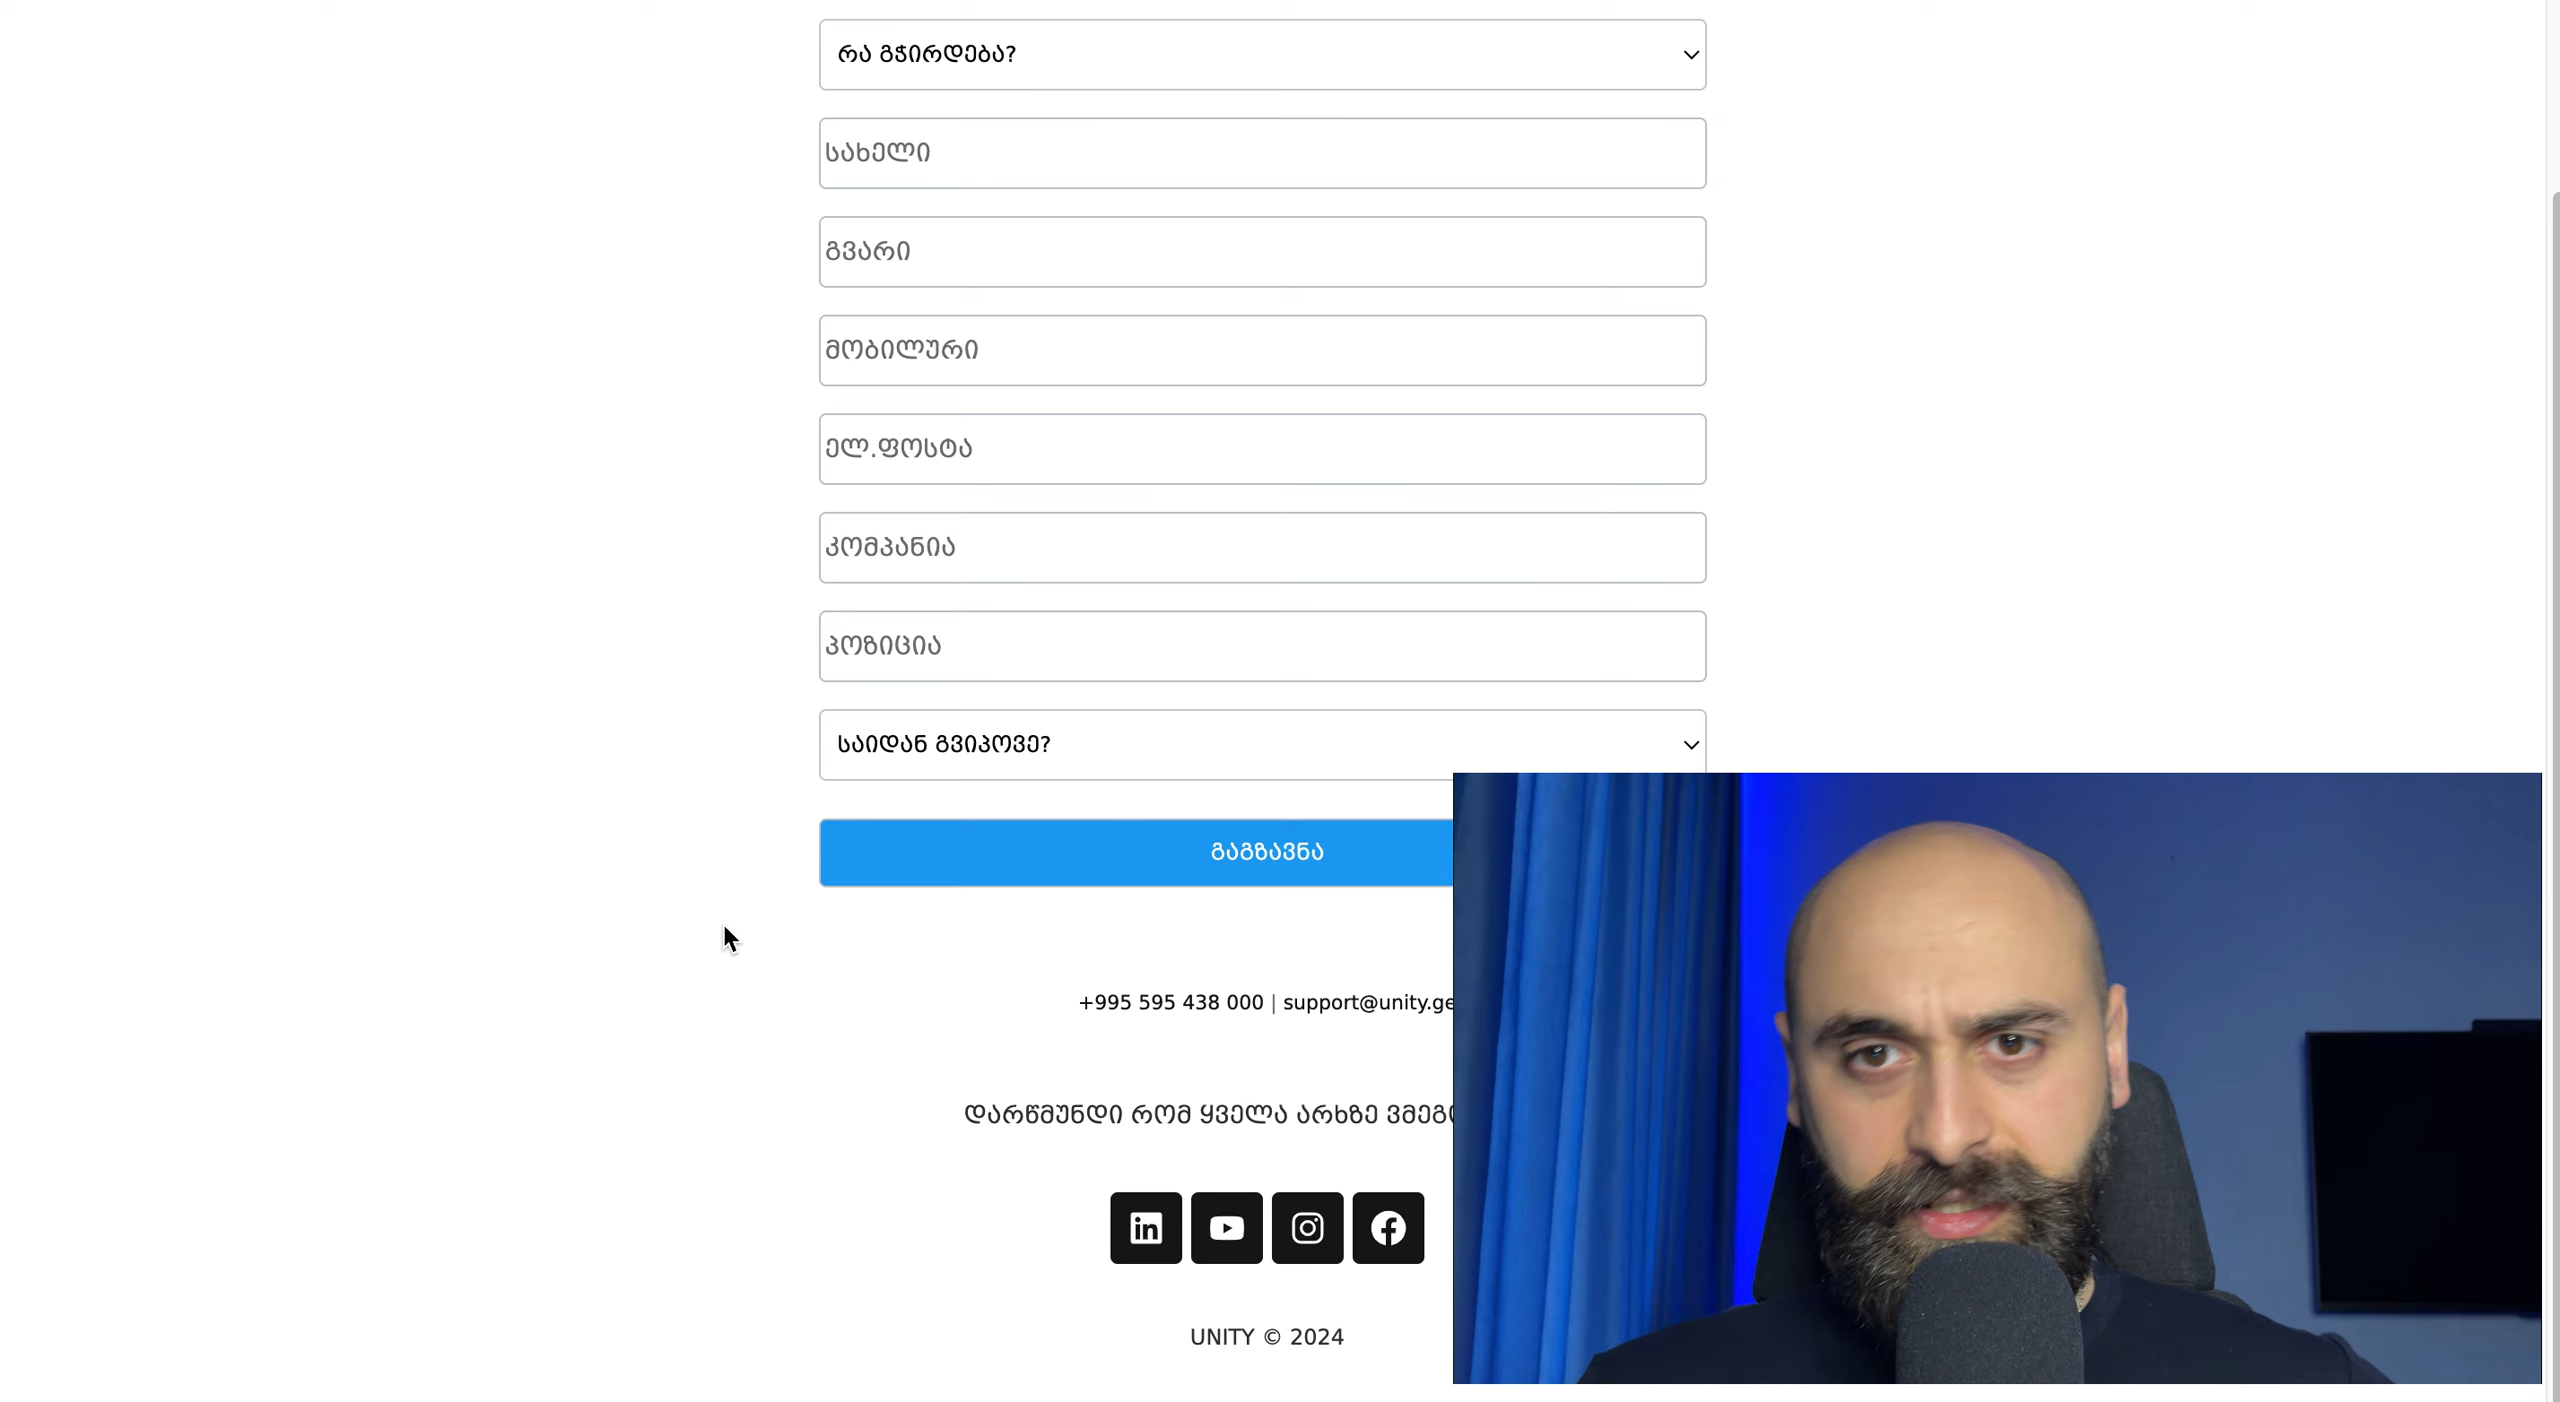 რა გჭირდება?
სახელი
გვარი
მობილური
ელ.ფოსტა
კომპანია
პოზიცია
საიდან გვიპოვე?
გაგზავნა
+995 595 438 000 | support@unity.ge
დარწმუნდი რომ ყველა არხზე
UNITY © 2024